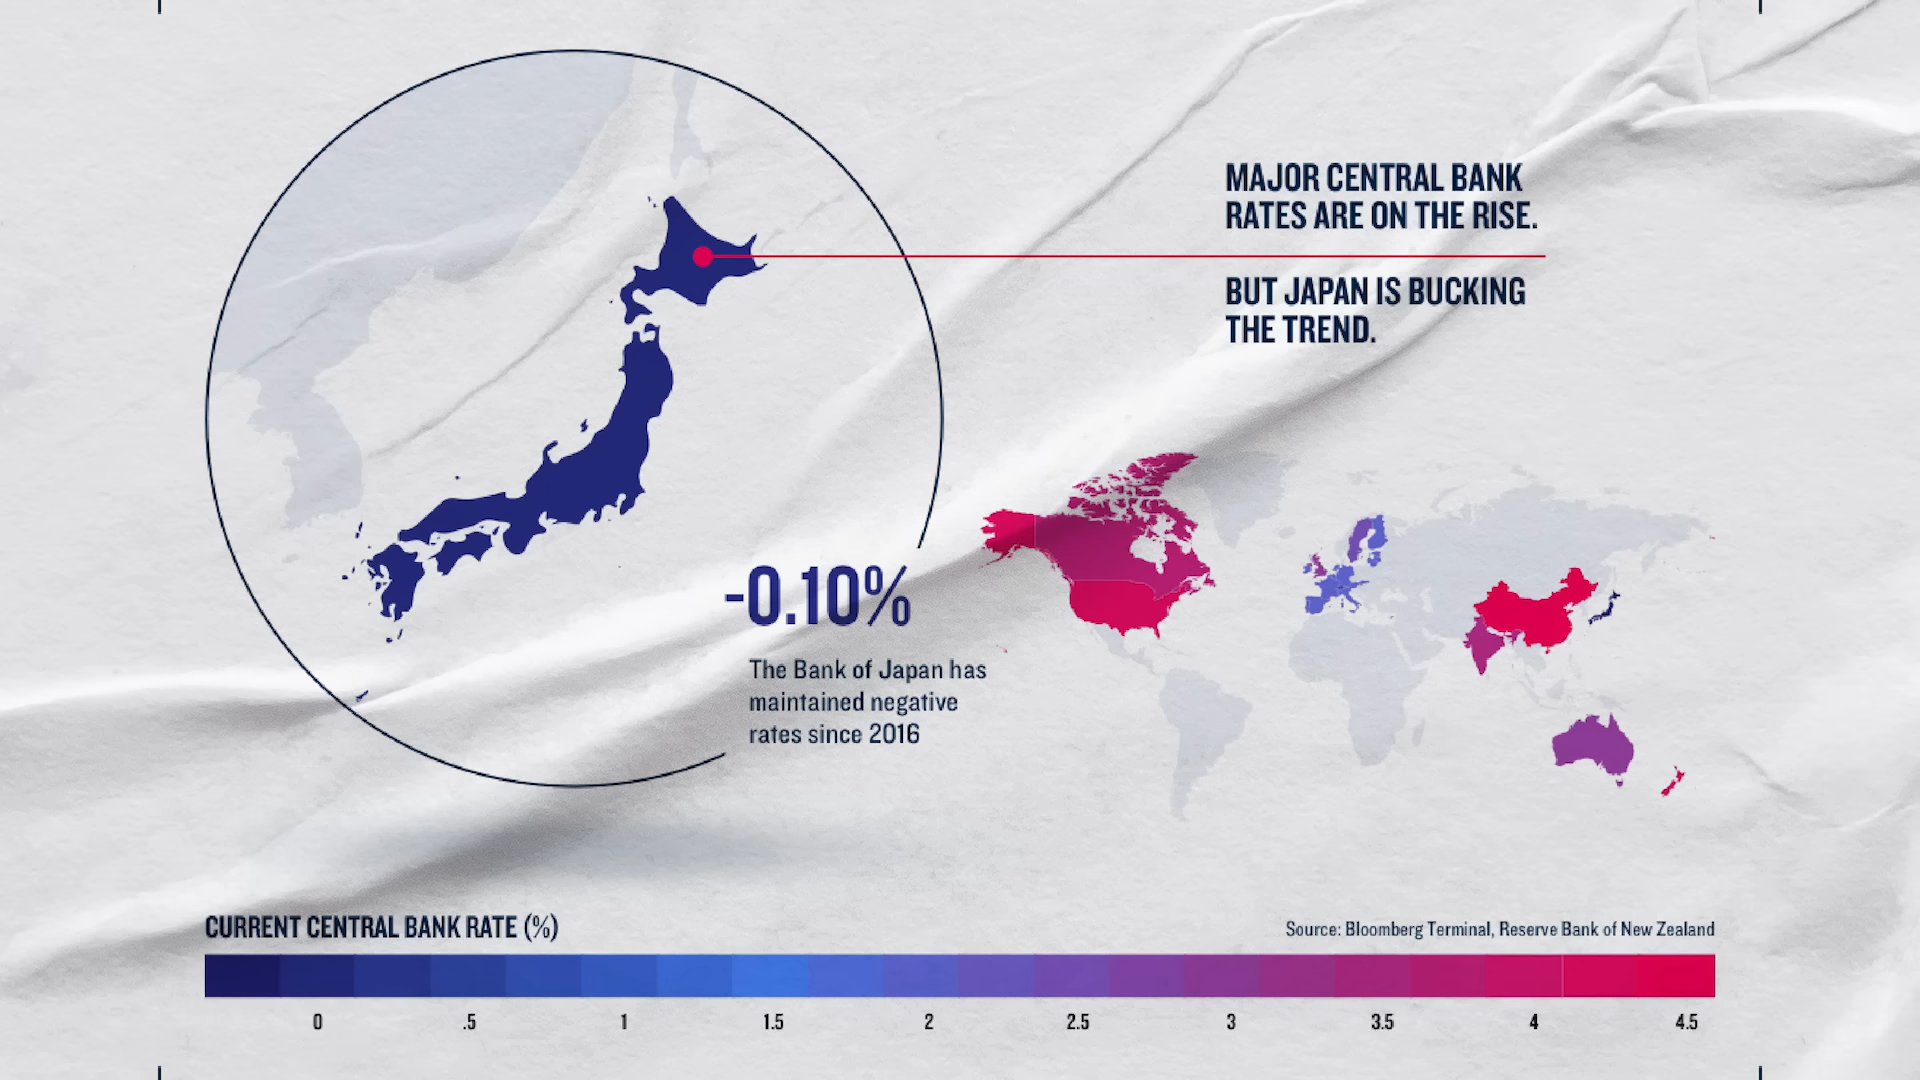 MAJOR CENTRAL BANK
RATES ARE ON THE RISE.
BUT JAPAN IS BUCKING
THE TREND.
-0.10%
The Bank of Japan has
maintained negative
rates since 2016
CURRENT CENTRAL BANK RATE (%)
Source: Bloomberg Terminal, Reserve Bank of New Zealand
0 .5 1 1.5 2 2.5 3 3.5 4 4.5